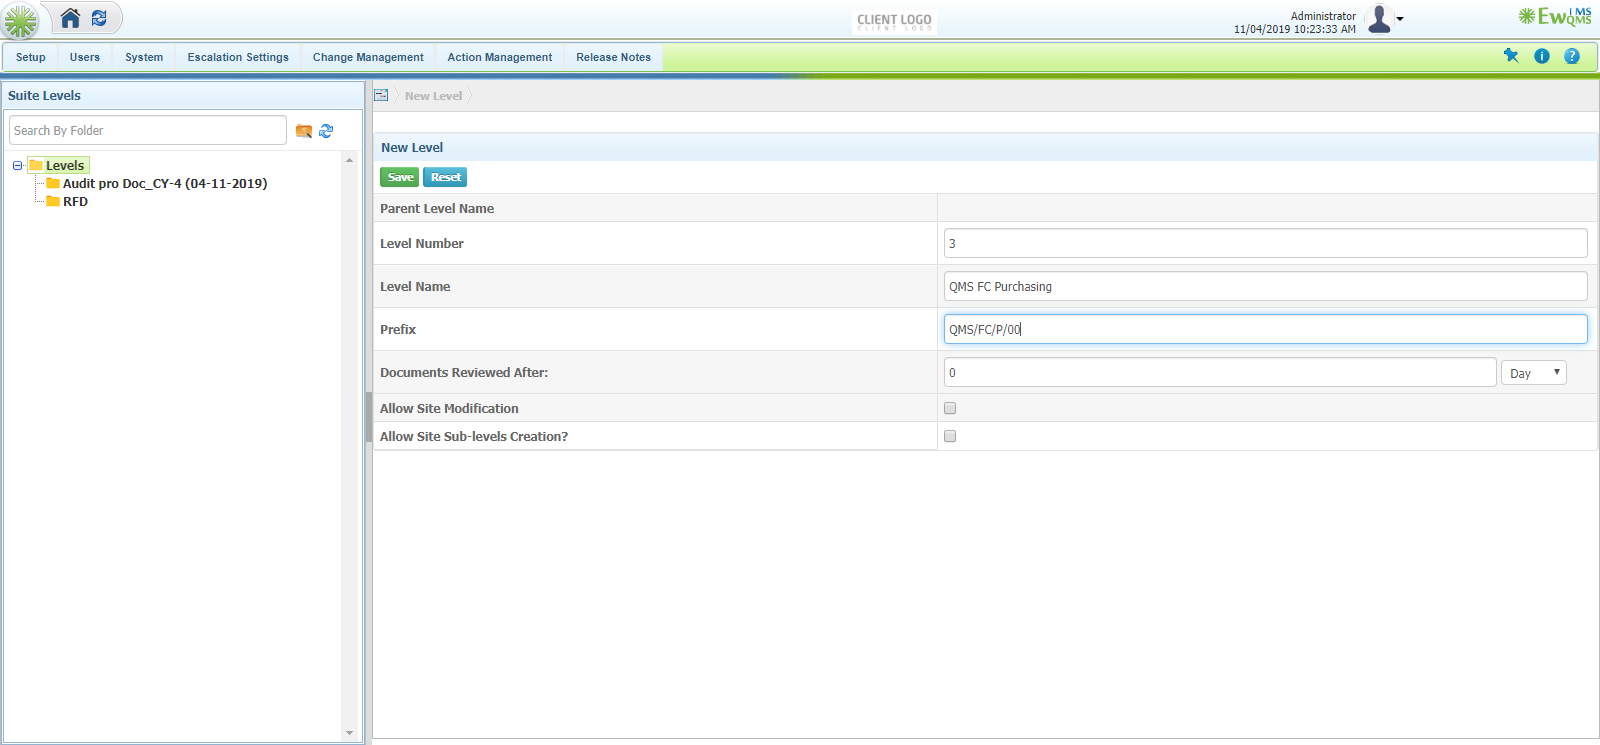 CLIENT LOGO
CLIENT LOGO
Administrator
11/04/2019 10:23:33 AM
EwQMS IMS
Setup Users System Escalation Settings Change Management Action Management Release Notes
Suite Levels
Search By Folder
Levels
Audit pro Doc_CY-4 (04-11-2019)
RFD
New Level
New Level
Save Reset
Parent Level Name
Level Number 3
Level Name QMS FC Purchasing
Prefix QMS/FC/P/00
Documents Reviewed After: 0 Day
Allow Site Modification
Allow Site Sub-levels Creation?